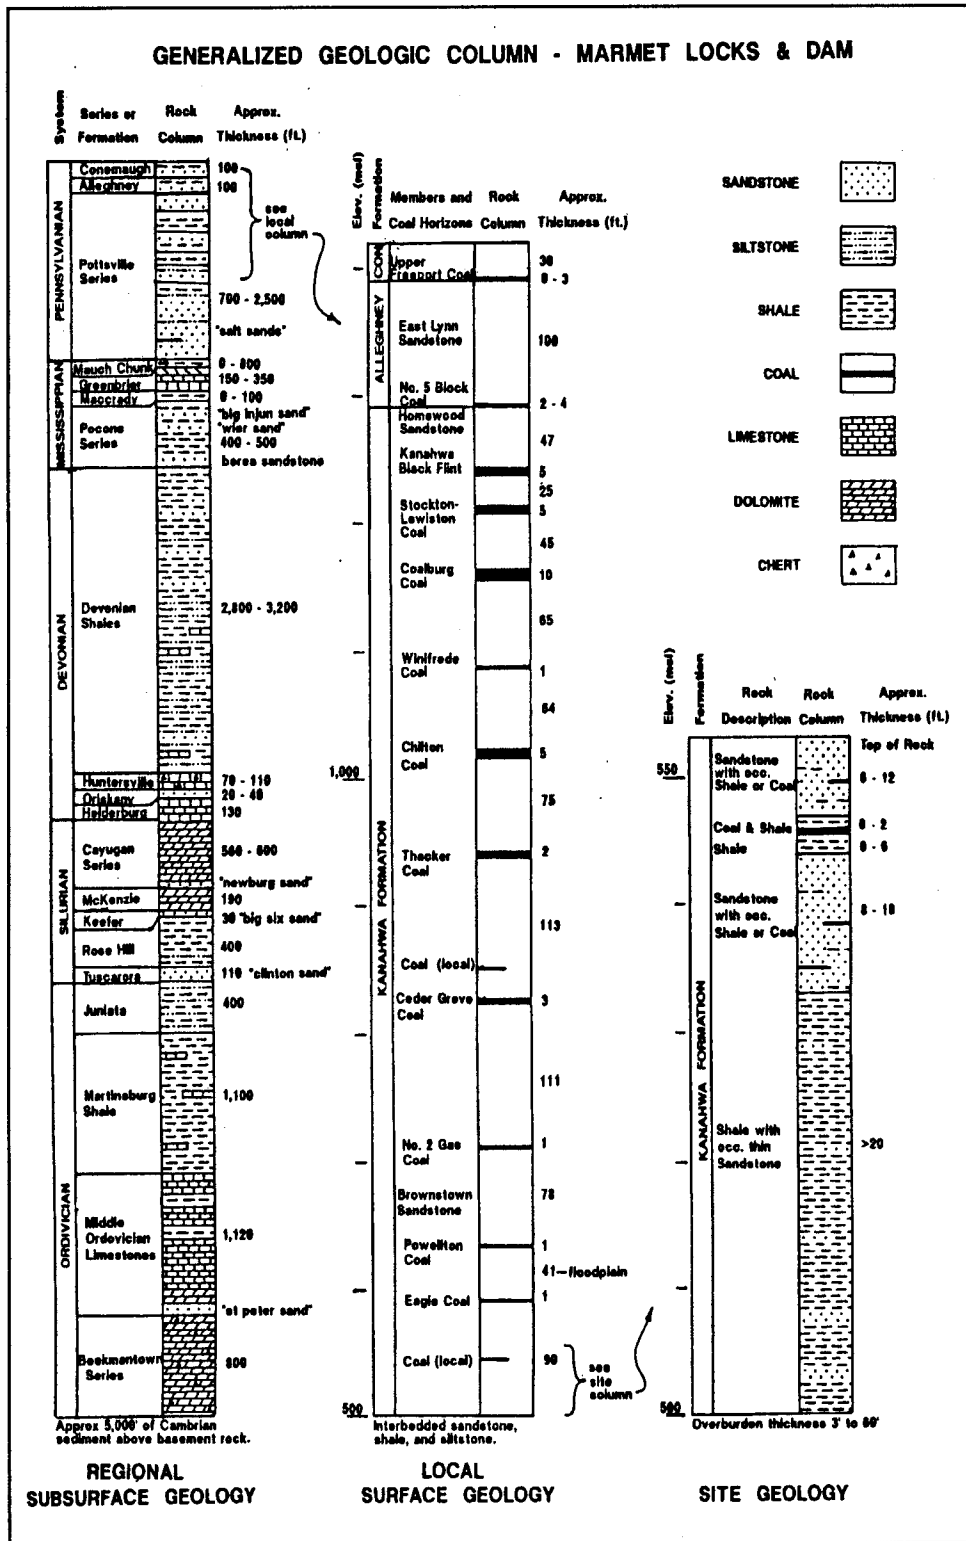 GENERALIZED GEOLOGIC COLUMN - MARMET LOCKS & DAM
System
Series or
Formation
Rock
Column
Approx.
Thickness (ft.)
PENNSYLVANIAN
Conemaugh
100
Alleghney
100
see
local
column
Pottsville
Series
700 - 2,500
"salt sands"
MISSISSIPPIAN
Mauch Chunk
0 - 800
Greenbrier
150 - 350
Maccrady
0 - 100
Pocono
Series
"big injun sand"
"wier sand"
400 - 500
berea sandstone
DEVONIAN
Devonian
Shales
2,800 - 3,200
Huntersville
70 - 110
Oriskany
20 - 40
Helderburg
130
SILURIAN
Cayugan
Series
560 - 600
"newburg sand"
McKenzie
190
Keefer
30 "big six sand"
Rose Hill
400
Tuscarora
110 "clinton sand"
ORDIVICIAN
Juniata
400
Martinsburg
Shale
1,100
Middle
Ordovician
Limestones
1,120
"st peter sand"
Beekmantown
Series
800
Approx 5,000' of Cambrian
sediment above basement rock.
REGIONAL
SUBSURFACE GEOLOGY
Elev. (msl)
Formation
Members and
Coal Horizons
Rock
Column
Approx.
Thickness (ft.)
CON
Upper
Freeport Coal
30
0 - 3
ALLEGHNEY
East Lynn
Sandstone
100
No. 5 Block
Coal
2 - 4
KANAHWA FORMATION
Homewood
Sandstone
47
Kanahwa
Black Flint
5
25
Stockton-
Lewiston
Coal
5
45
Coalburg
Coal
10
65
Winifrede
Coal
1
64
Chilton
Coal
5
1,000
75
Thacker
Coal
2
113
Coal (local)
Cedar Grove
Coal
3
111
No. 2 Gas
Coal
1
Brownstown
Sandstone
78
Powellton
Coal
1
41—floodplain
Eagle Coal
1
Coal (local)
90
see
site
column
500
Interbedded sandstone,
shale, and siltstone.
LOCAL
SURFACE GEOLOGY
SANDSTONE
SILTSTONE
SHALE
COAL
LIMESTONE
DOLOMITE
CHERT
Elev. (msl)
Formation
Rock
Description
Rock
Column
Approx.
Thickness (ft.)
Top of Rock
550
KANAHWA FORMATION
Sandstone
with occ.
Shale or Coal
Coal & Shale
0 - 2
Shale
Sandstone
with occ.
Shale or Coal
Shale with
occ. thin
Sandstone
>20
500
SITE GEOLOGY